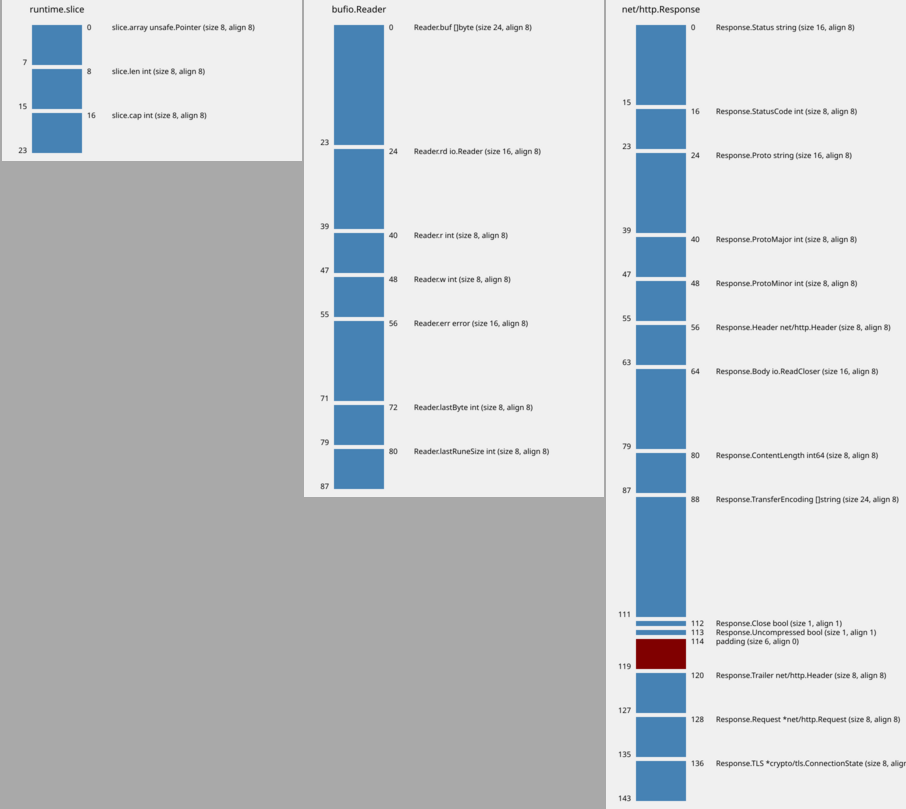 runtime.slice
0 slice.array unsafe.Pointer (size 8, align 8)
7
8 slice.len int (size 8, align 8)
15
16 slice.cap int (size 8, align 8)
23
bufio.Reader
0 Reader.buf []byte (size 24, align 8)
23
24 Reader.rd io.Reader (size 16, align 8)
39
40 Reader.r int (size 8, align 8)
47
48 Reader.w int (size 8, align 8)
55
56 Reader.err error (size 16, align 8)
71
72 Reader.lastByte int (size 8, align 8)
79
80 Reader.lastRuneSize int (size 8, align 8)
87
net/http.Response
0 Response.Status string (size 16, align 8)
15
16 Response.StatusCode int (size 8, align 8)
23
24 Response.Proto string (size 16, align 8)
39
40 Response.ProtoMajor int (size 8, align 8)
47
48 Response.ProtoMinor int (size 8, align 8)
55
56 Response.Header net/http.Header (size 8, align 8)
63
64 Response.Body io.ReadCloser (size 16, align 8)
79
80 Response.ContentLength int64 (size 8, align 8)
87
88 Response.TransferEncoding []string (size 24, align 8)
111
112 Response.Close bool (size 1, align 1)
113 Response.Uncompressed bool (size 1, align 1)
114 padding (size 6, align 0)
119
120 Response.Trailer net/http.Header (size 8, align 8)
127
128 Response.Request *net/http.Request (size 8, align 8)
135
136 Response.TLS *crypto/tls.ConnectionState (size 8,
143